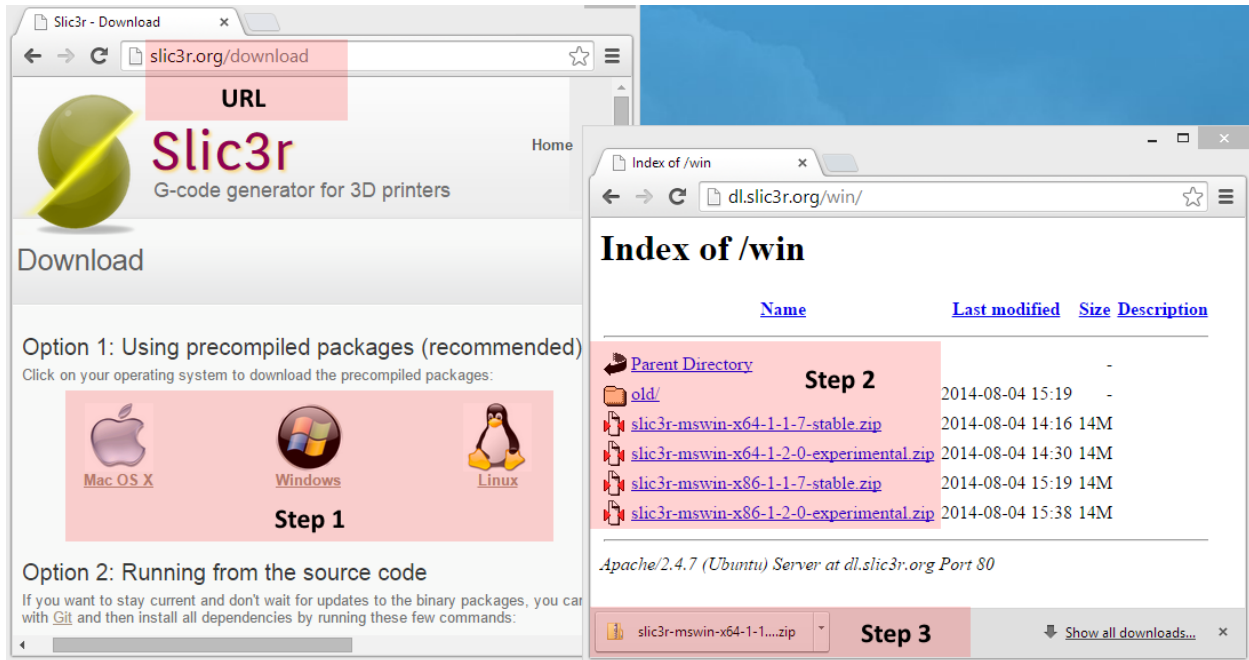 Slic3r - Download
slic3r.org/download
URL
Slic3r
Home
G-code generator for 3D printers
Download
Option 1: Using precompiled packages (recommended)
Click on your operating system to download the precompiled packages:
Mac OS X
Windows
Linux
Step 1
Option 2: Running from the source code
If you want to stay current and don't wait for updates to the binary packages, you can
with Git and then install all dependencies by running these few commands:
Index of /win
dl.slic3r.org/win/
Index of /win
Name Last modified Size Description
Parent Directory -
Step 2
old/ 2014-08-04 15:19 -
slic3r-mswin-x64-1-1-7-stable.zip 2014-08-04 14:16 14M
slic3r-mswin-x64-1-2-0-experimental.zip 2014-08-04 14:30 14M
slic3r-mswin-x86-1-1-7-stable.zip 2014-08-04 15:19 14M
slic3r-mswin-x86-1-2-0-experimental.zip 2014-08-04 15:38 14M
Apache/2.4.7 (Ubuntu) Server at dl.slic3r.org Port 80
slic3r-mswin-x64-1-1....zip
Step 3
Show all downloads...